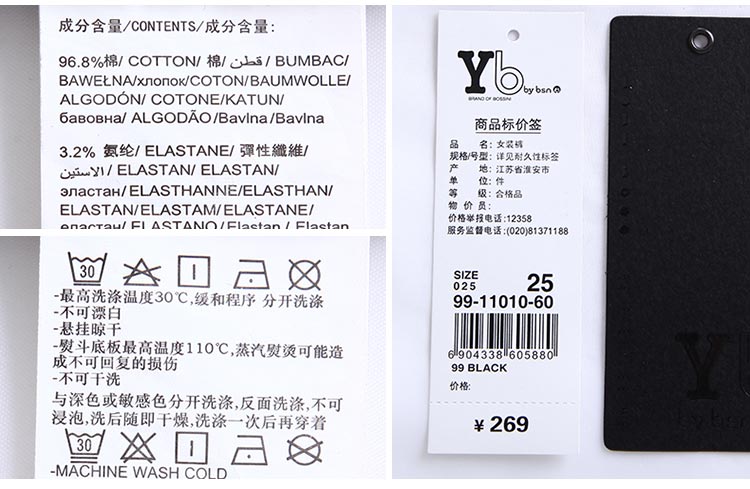 成分含量/CONTENTS/ 成分含量:
96.8% 棉/ COTTON/ 棉/ قطن / BUMBAC/
BAWEŁNA/хлопок/COTON/BAUMWOLLE/
ALGODÓN/ COTONE/KATUN/
бавовна/ ALGODÃO/Bavlna/Bavlna
3.2% 氨纶/ ELASTANE/ 彈性纖維/
الاستين/ ELASTAN/ ELASTAN/
эластан/ ELASTHANNE/ELASTHAN/
ELASTAN/ELASTAM/ELASTANE/
еластан/ ELASTANO/Elastan/ Elastan
30
-最高洗涤温度30℃,缓和程序 分开洗涤
-不可漂白
-悬挂晾干
-熨斗底板最高温度110℃,蒸汽熨烫可能造
成不可回复的损伤
-不可干洗
与深色或敏感色分开洗涤, 反面洗涤, 不可
浸泡, 洗后随即干燥, 洗涤一次后再穿着
30
-MACHINE WASH COLD
Yb by bsn
BRAND OF BOSSINI
商品标价签
品 名: 女装裤
规格/号型: 详见耐久性标签
产 地: 江苏省淮安市
单 位: 件
等 级: 合格品
物 价 员:
价格举报电话:12358
服务监督电话:(020)81371188
SIZE
025 25
99-11010-60
6904338605880
99 BLACK
价格:
¥ 269
Yb
by bsn